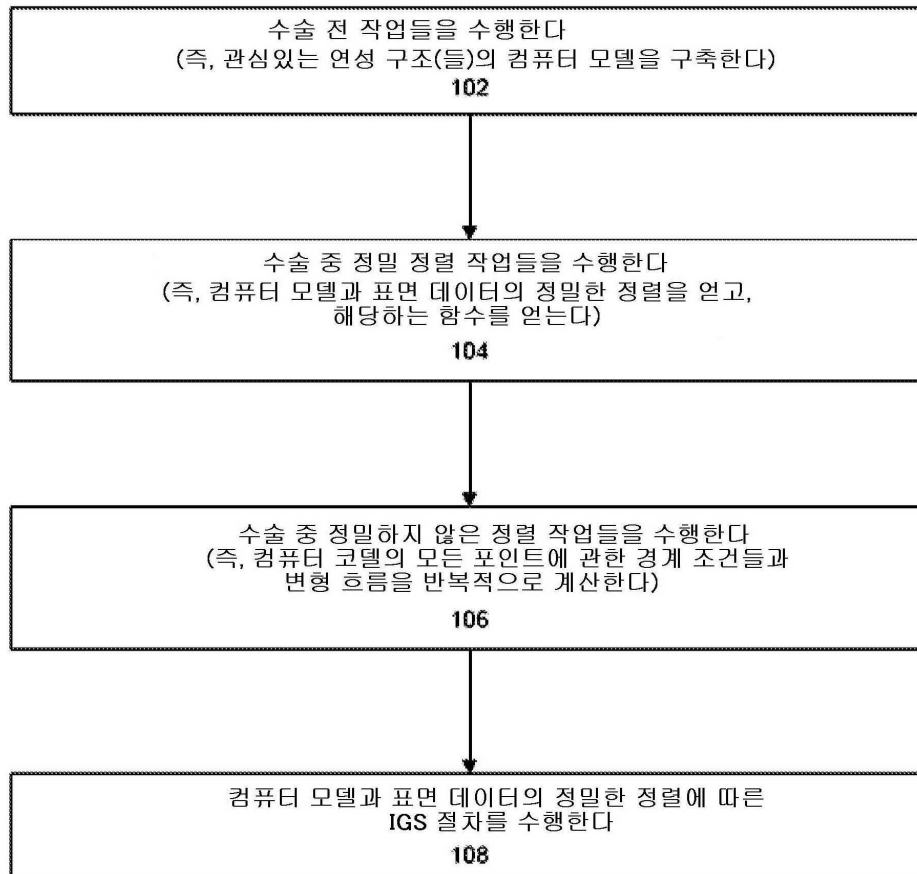 수술 전 작업들을 수행한다
(즉, 관심있는 연성 구조(들)의 컴퓨터 모델을 구축한다)
102
수술 중 정밀 정렬 작업들을 수행한다
(즉, 컴퓨터 모델과 표면 데이터의 정밀한 정렬을 얻고,
해당하는 함수를 얻는다)
104
수술 중 정밀하지 않은 정렬 작업들을 수행한다
(즉, 컴퓨터 코델의 모든 포인트에 관한 경계 조건들과
변형 흐름을 반복적으로 계산한다)
106
컴퓨터 모델과 표면 데이터의 정밀한 정렬에 따른
IGS 절차를 수행한다
108